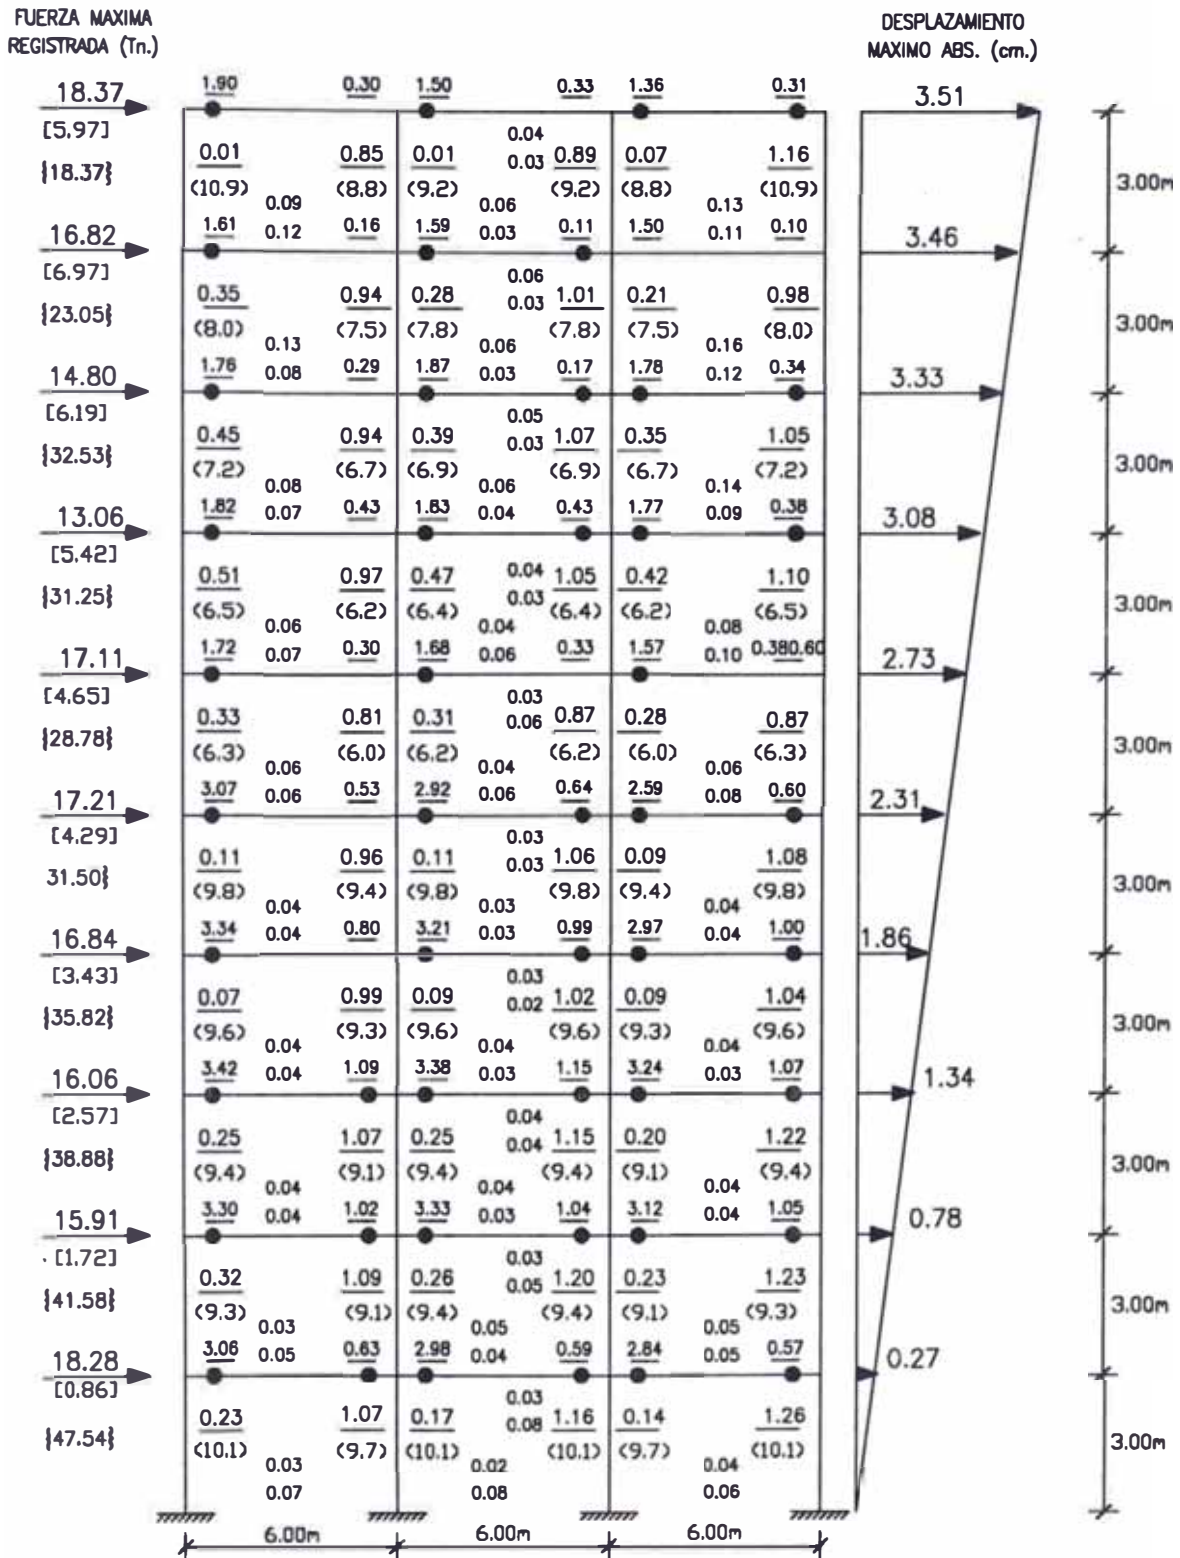 FUERZA MAXIMA
REGISTRADA (Tn.)
DESPLAZAMIENTO
MAXIMO ABS. (cm.)
18.37 1.90 0.30 1.50 0.33 1.36 0.31 3.51
[5.97] 0.04
{18.37} 0.01 0.85 0.01 0.03 0.89 0.07 1.16
(10.9) (8.8) (9.2) (9.2) (8.8) (10.9) 3.00m
0.09 0.06 0.13
16.82 1.61 0.12 0.16 1.59 0.03 0.11 1.50 0.11 0.10 3.46
[6.97] 0.06
{23.05} 0.35 0.94 0.28 0.03 1.01 0.21 0.98
(8.0) (7.5) (7.8) (7.8) (7.5) (8.0) 3.00m
0.13 0.06 0.16
14.80 1.76 0.08 0.29 1.87 0.03 0.17 1.78 0.12 0.34 3.33
[6.19] 0.05
{32.53} 0.45 0.94 0.39 0.03 1.07 0.35 1.05
(7.2) (6.7) (6.9) (6.9) (6.7) (7.2) 3.00m
0.08 0.06 0.14
13.06 1.82 0.07 0.43 1.83 0.04 0.43 1.77 0.09 0.38 3.08
[5.42] 0.04
{31.25} 0.51 0.97 0.47 0.03 1.05 0.42 1.10
(6.5) (6.2) (6.4) (6.4) (6.2) (6.5) 3.00m
0.06 0.04 0.08
17.11 1.72 0.07 0.30 1.68 0.06 0.33 1.57 0.10 0.380.60 2.73
[4.65] 0.03
{28.78} 0.33 0.81 0.31 0.06 0.87 0.28 0.87
(6.3) (6.0) (6.2) (6.2) (6.0) (6.3) 3.00m
0.06 0.04 0.06
17.21 3.07 0.06 0.53 2.92 0.06 0.64 2.59 0.08 0.60 2.31
[4.29] 0.03
31.50} 0.11 0.96 0.11 0.03 1.06 0.09 1.08
(9.8) (9.4) (9.8) (9.8) (9.4) (9.8) 3.00m
0.04 0.03 0.04
16.84 3.34 0.04 0.80 3.21 0.03 0.99 2.97 0.04 1.00 1.86
[3.43] 0.03
{35.82} 0.07 0.99 0.09 0.02 1.02 0.09 1.04
(9.6) (9.3) (9.6) (9.6) (9.3) (9.6) 3.00m
0.04 0.04 0.04
16.06 3.42 0.04 1.09 3.38 0.03 1.15 3.24 0.03 1.07 1.34
[2.57] 0.04
{38.88} 0.25 1.07 0.25 0.04 1.15 0.20 1.22
(9.4) (9.1) (9.4) (9.4) (9.1) (9.4) 3.00m
0.04 0.04 0.04
15.91 3.30 0.04 1.02 3.33 0.03 1.04 3.12 0.04 1.05 0.78
[1.72] 0.03
{41.58} 0.32 1.09 0.26 0.05 1.20 0.23 1.23
(9.3) (9.1) (9.4) (9.4) (9.1) (9.3) 3.00m
0.03 0.05 0.05
18.28 3.06 0.05 0.63 2.98 0.04 0.59 2.84 0.05 0.57 0.27
[0.86] 0.03
{47.54} 0.23 1.07 0.17 0.08 1.16 0.14 1.26
(10.1) (9.7) (10.1) (10.1) (9.7) (10.1) 3.00m
0.03 0.02 0.04
0.07 0.08 0.06
6.00m 6.00m 6.00m